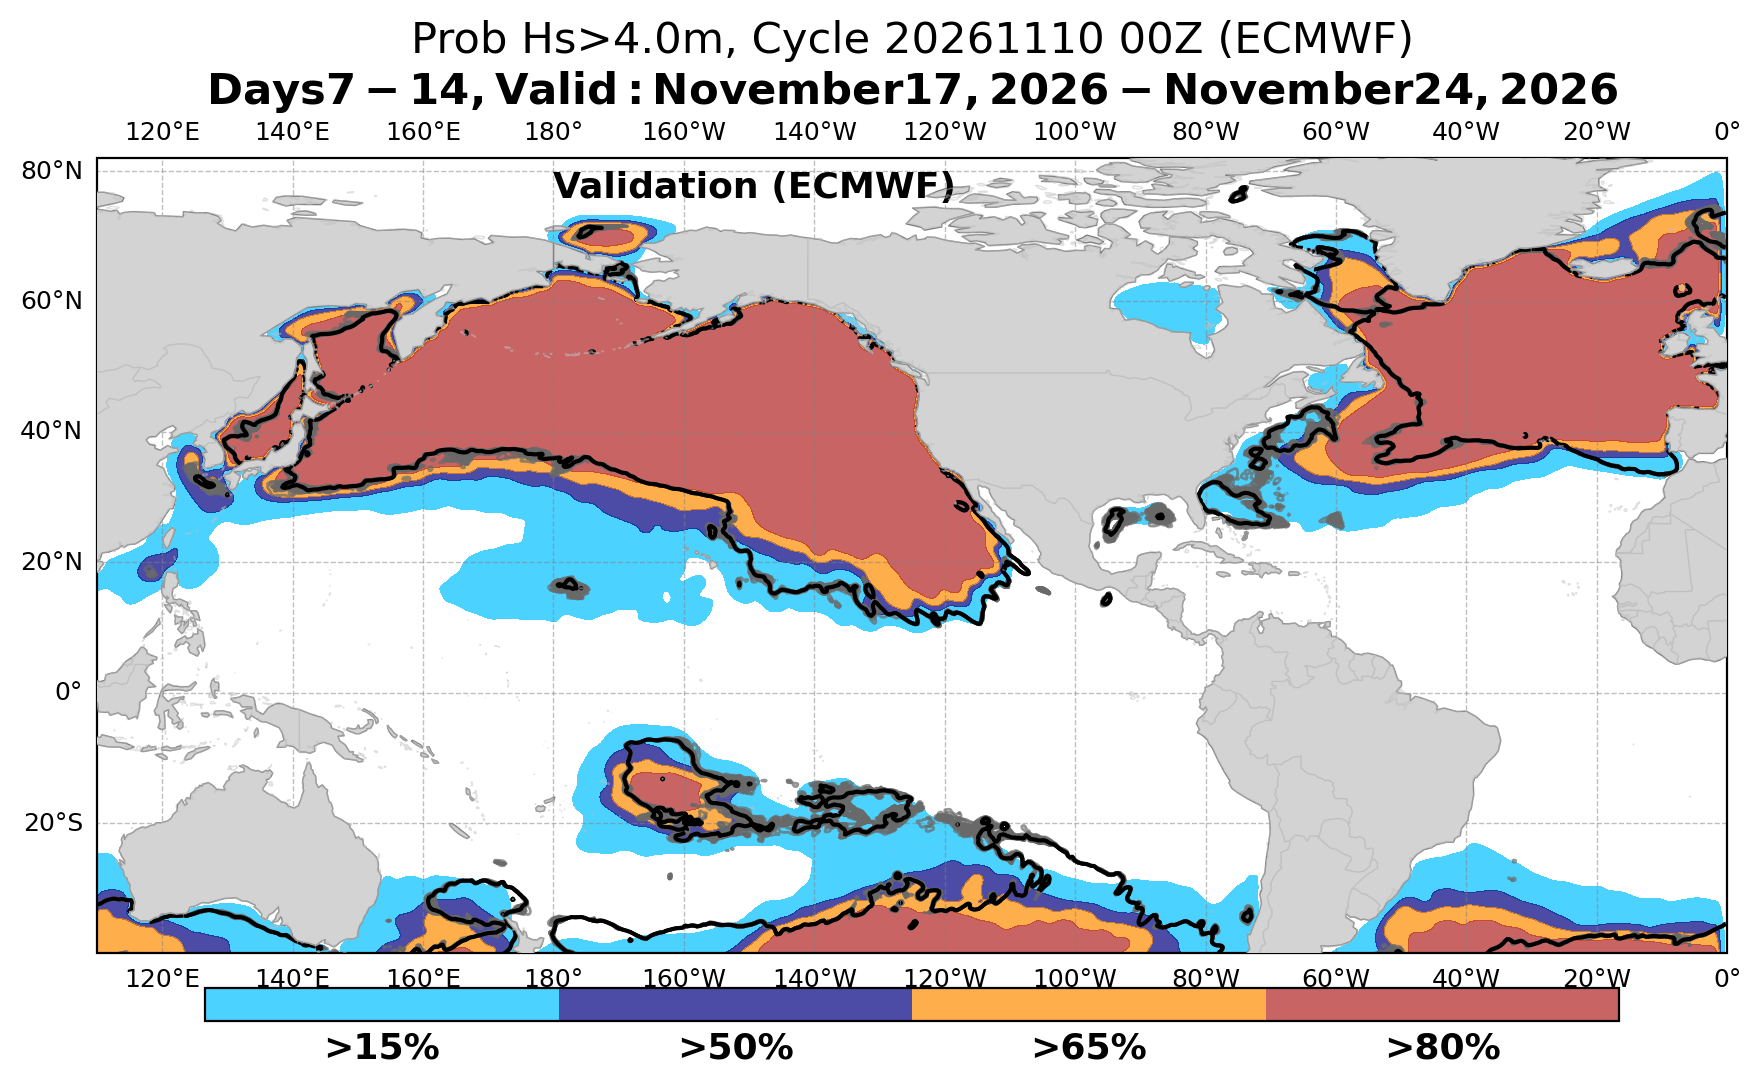 Prob Hs>4.0m, Cycle 20261110 00Z (ECMWF)
Days7 − 14, Valid : November17, 2026 − November24, 2026
120°E 140°E 160°E 180° 160°W 140°W 120°W 100°W 80°W 60°W 40°W 20°W 0°
80°N
Validation (ECMWF)
60°N
40°N
20°N
0°
20°S
120°E 140°E 160°E 180° 160°W 140°W 120°W 100°W 80°W 60°W 40°W 20°W 0°
>15% >50% >65% >80%